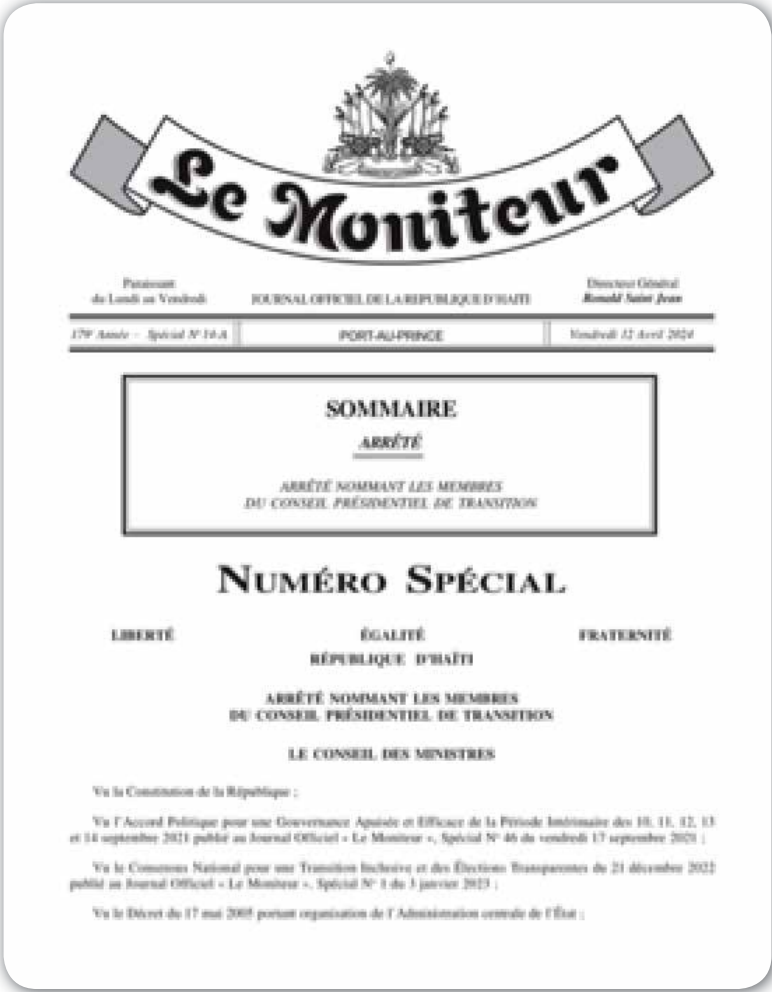 Le Moniteur
Paraissant
du Lundi au Vendredi
JOURNAL OFFICIEL DE LA REPUBLIQUE D'HAITI
Directeur Général
Ronald Saint Jean
179e Année – Spécial No 14-A
PORT-AU-PRINCE
Vendredi 12 Avril 2024
SOMMAIRE
ARRÊTÉ
ARRÊTÉ NOMMANT LES MEMBRES
DU CONSEIL PRÉSIDENTIEL DE TRANSITION
NUMÉRO SPÉCIAL
LIBERTÉ ÉGALITÉ FRATERNITÉ
RÉPUBLIQUE D'HAÏTI
ARRÊTÉ NOMMANT LES MEMBRES
DU CONSEIL PRÉSIDENTIEL DE TRANSITION
LE CONSEIL DES MINISTRES
Vu la Constitution de la République ;
Vu l'Accord Politique pour une Gouvernance Apaisée et Efficace de la Période Intérimaire des 10, 11, 12, 13
et 14 septembre 2021 publié au Journal Officiel « Le Moniteur », Spécial No 46 du vendredi 17 septembre 2021 ;
Vu le Consensus National pour une Transition Inclusive et des Élections Transparentes du 21 décembre 2022
publié au Journal Officiel « Le Moniteur », Spécial No 1 du 3 janvier 2023 ;
Vu le Décret du 17 mai 2005 portant organisation de l'Administration centrale de l'État ;